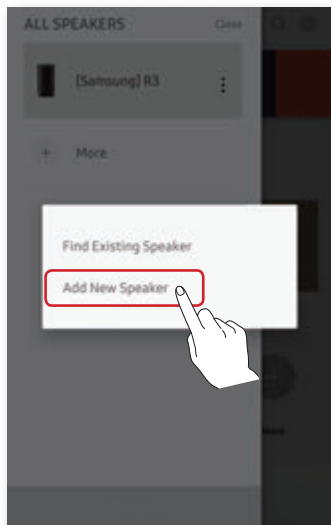 ALL SPEAKERS Close
[Samsung] R3
+ More
Find Existing Speaker
Add New Speaker